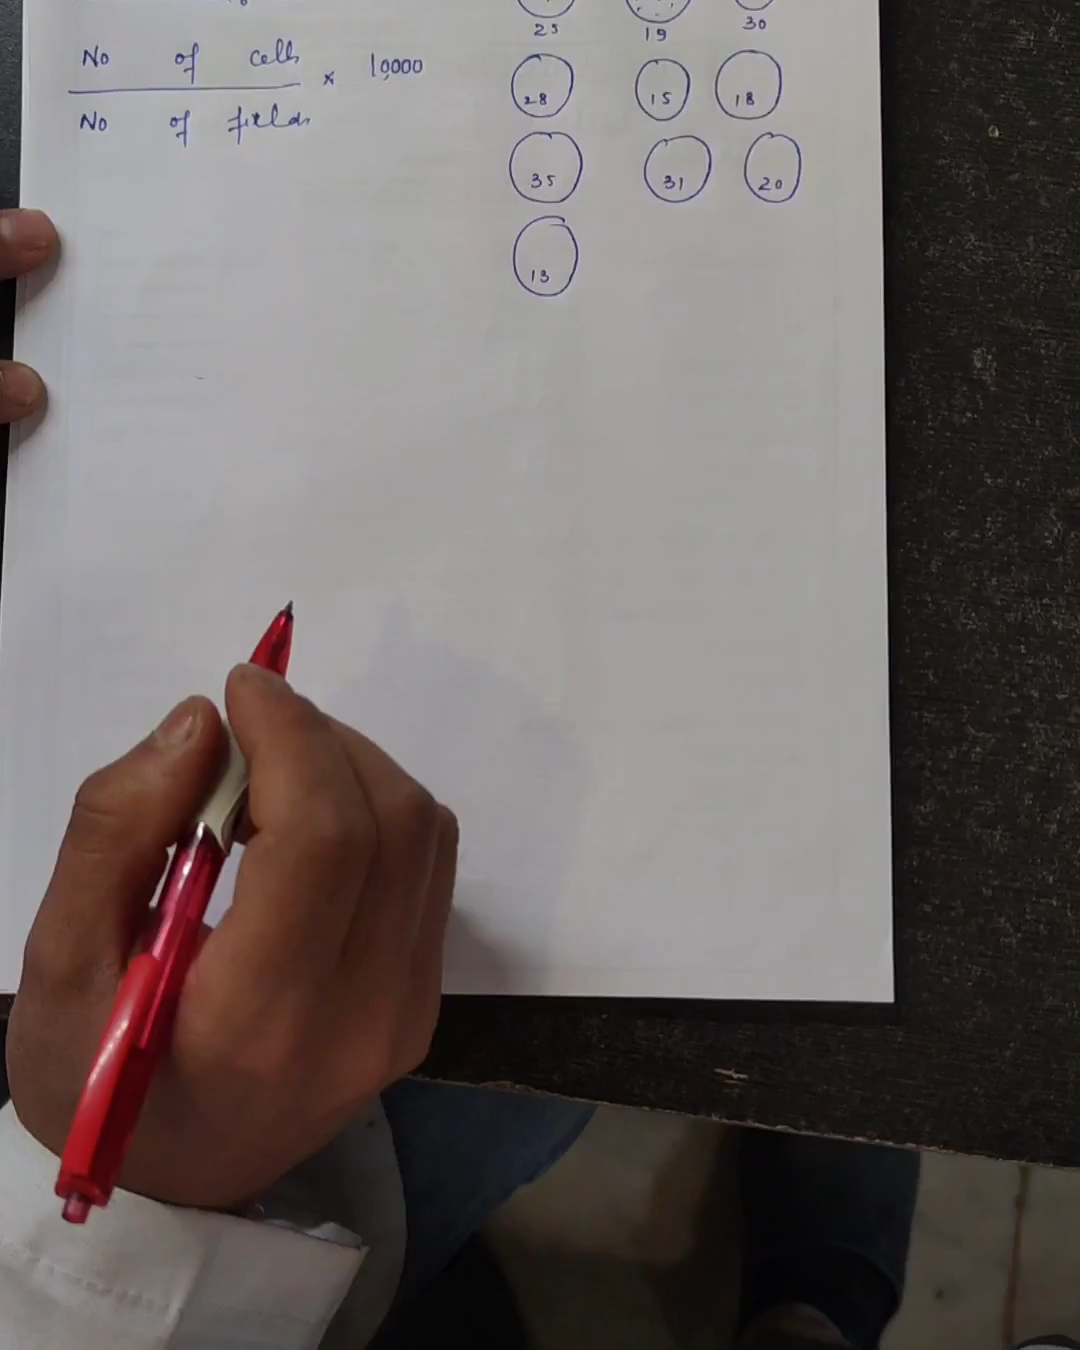 No of cells
× 10,000
No of fields
25 19 30
28 15 18
35 31 20
13